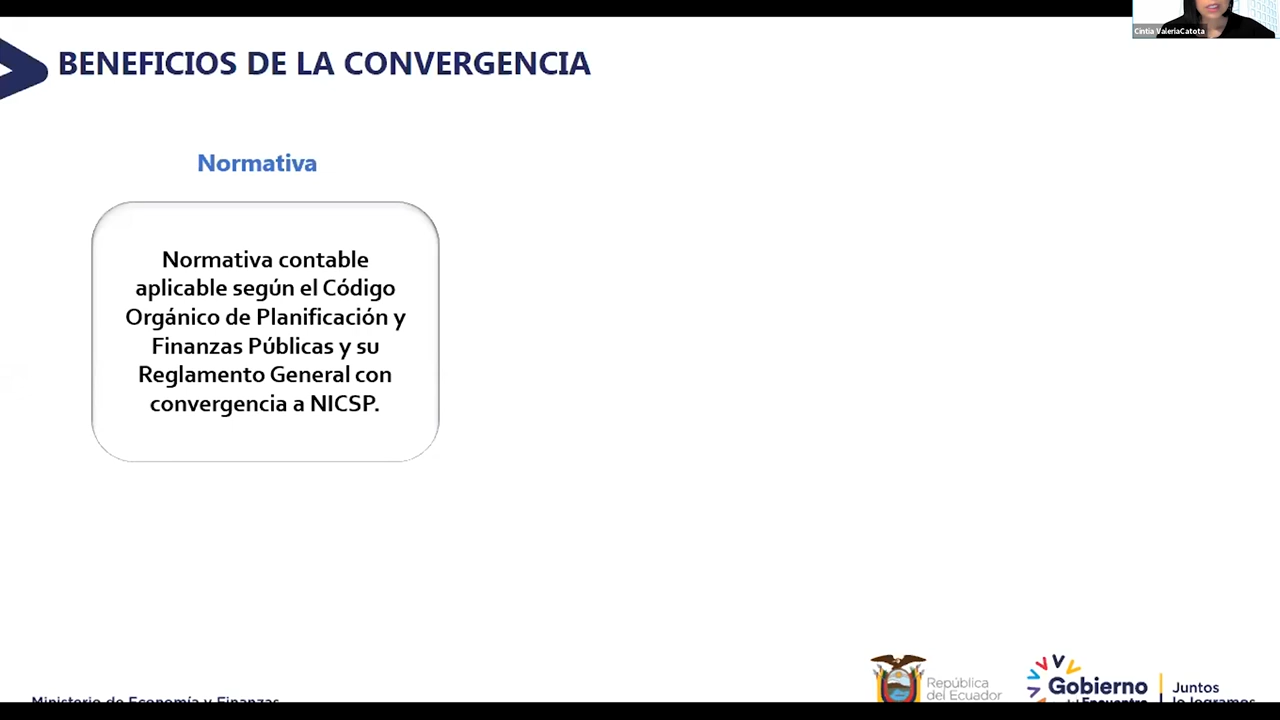 Cintia ValeriaCatota
BENEFICIOS DE LA CONVERGENCIA
Normativa
Normativa contable
aplicable según el Código
Orgánico de Planificación y
Finanzas Públicas y su
Reglamento General con
convergencia a NICSP.
Ministerio de Economía y Finanzas
República
del Ecuador
Gobierno
del Encuentro
Juntos
lo logramos